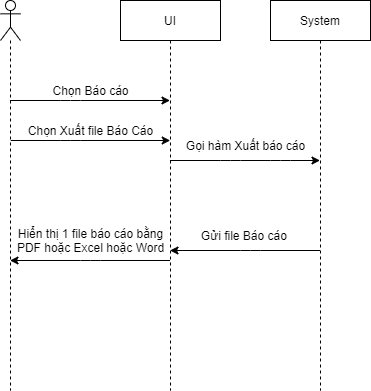 UI
System
Chọn Báo cáo
Chọn Xuất file Báo Cáo
Gọi hàm Xuất báo cáo
Gửi file Báo cáo
Hiển thị 1 file báo cáo bằng
PDF hoặc Excel hoặc Word